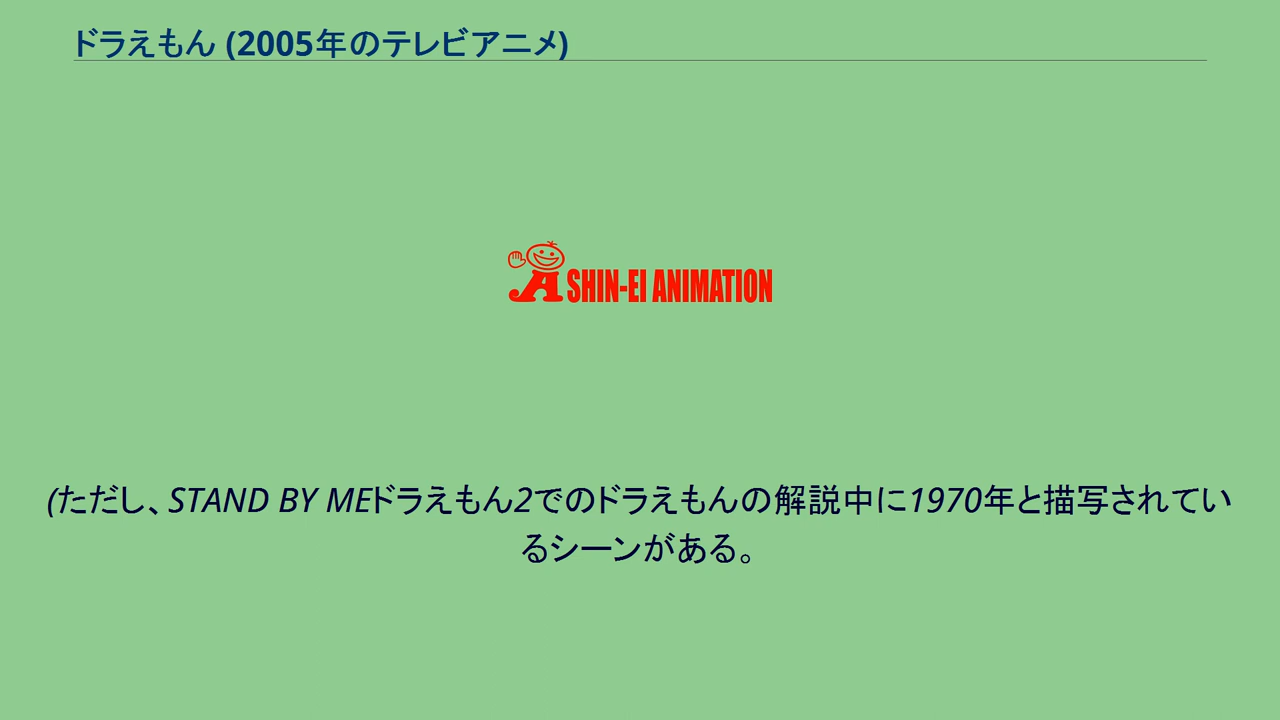 ドラえもん (2005年のテレビアニメ)
A SHIN-EI ANIMATION
(ただし、STAND BY MEドラえもん2でのドラえもんの解説中に1970年と描写されてい
るシーンがある。